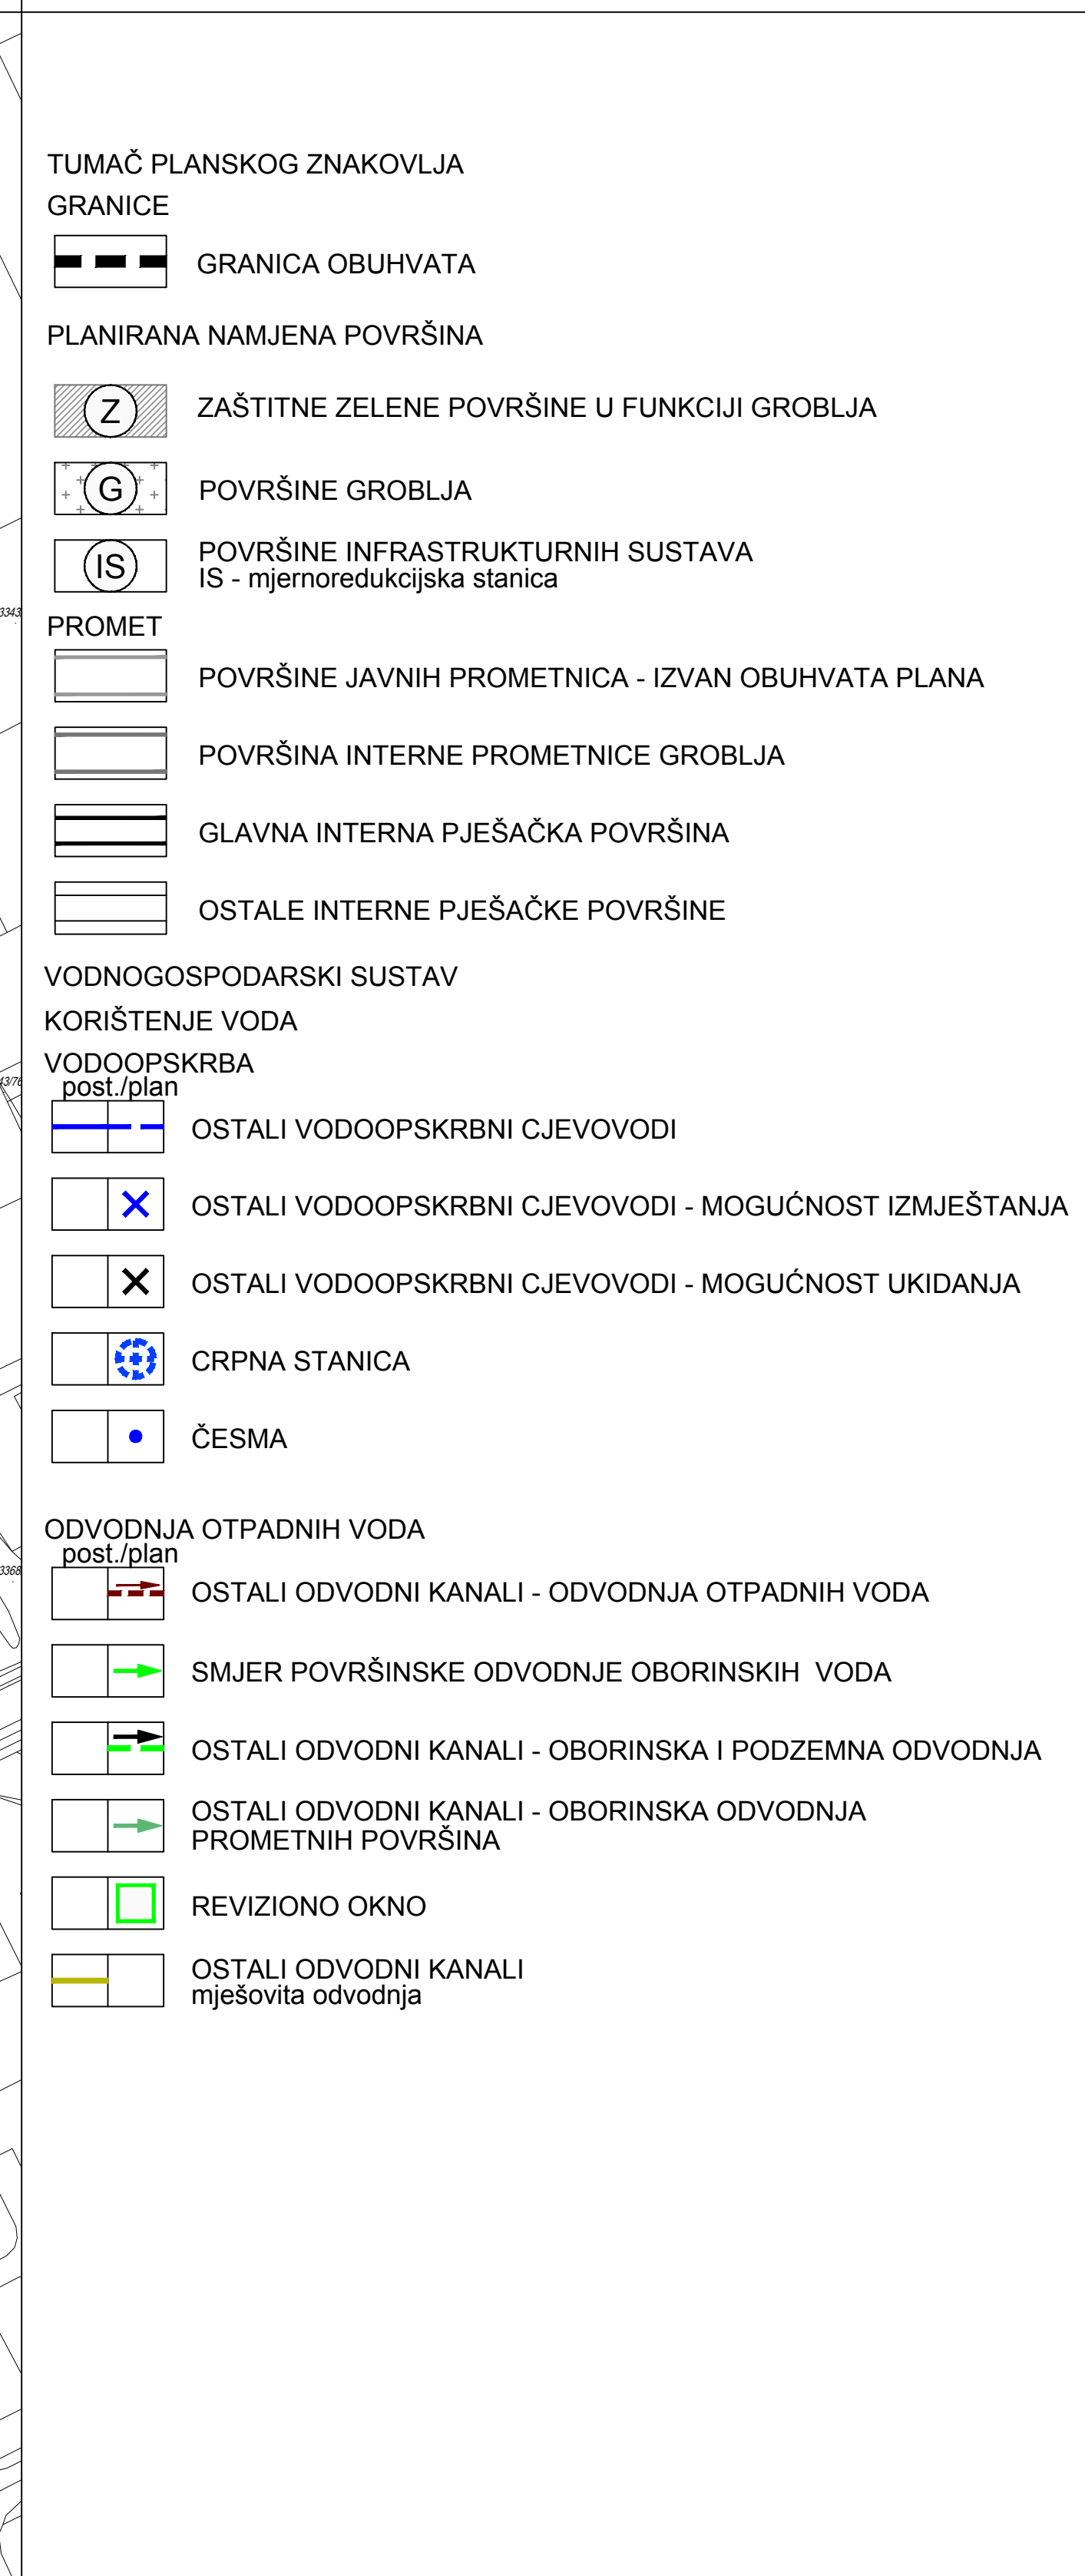 TUMAČ PLANSKOG ZNAKOVLJA
GRANICE
GRANICA OBUHVATA
PLANIRANA NAMJENA POVRŠINA
Z
ZAŠTITNE ZELENE POVRŠINE U FUNKCIJI GROBLJA
G
POVRŠINE GROBLJA
IS
POVRŠINE INFRASTRUKTURNIH SUSTAVA
IS - mjernoredukcijska stanica
3343
PROMET
POVRŠINE JAVNIH PROMETNICA - IZVAN OBUHVATA PLANA
POVRŠINA INTERNE PROMETNICE GROBLJA
GLAVNA INTERNA PJEŠAČKA POVRŠINA
OSTALE INTERNE PJEŠAČKE POVRŠINE
VODNOGOSPODARSKI SUSTAV
KORIŠTENJE VODA
VODOOPSKRBA
43/76
post./plan
OSTALI VODOOPSKRBNI CJEVOVODI
OSTALI VODOOPSKRBNI CJEVOVODI - MOGUĆNOST IZMJEŠTANJA
OSTALI VODOOPSKRBNI CJEVOVODI - MOGUĆNOST UKIDANJA
CRPNA STANICA
ČESMA
ODVODNJA OTPADNIH VODA
post./plan
3368
OSTALI ODVODNI KANALI - ODVODNJA OTPADNIH VODA
SMJER POVRŠINSKE ODVODNJE OBORINSKIH VODA
OSTALI ODVODNI KANALI - OBORINSKA I PODZEMNA ODVODNJA
OSTALI ODVODNI KANALI - OBORINSKA ODVODNJA
PROMETNIH POVRŠINA
REVIZIONO OKNO
OSTALI ODVODNI KANALI
mješovita odvodnja